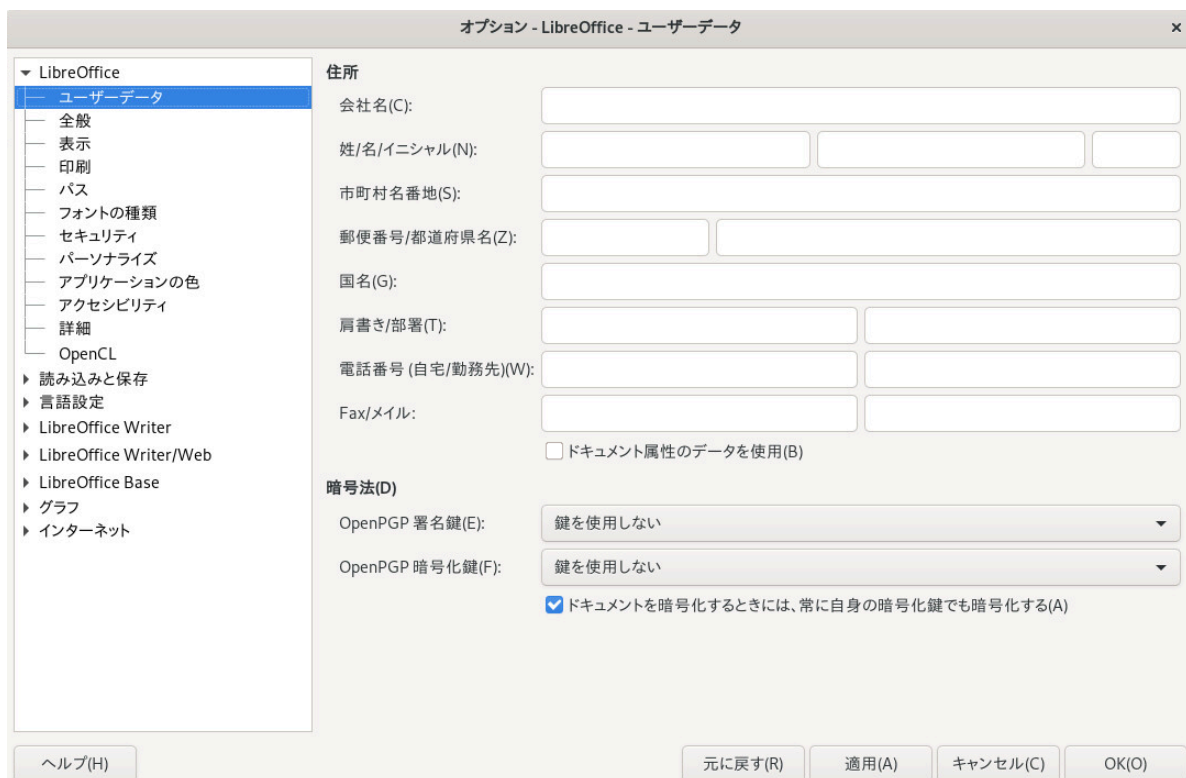 オプション - LibreOffice - ユーザーデータ
×
LibreOffice
ユーザーデータ
全般
表示
印刷
パス
フォントの種類
セキュリティ
パーソナライズ
アプリケーションの色
アクセシビリティ
詳細
OpenCL
読み込みと保存
言語設定
LibreOffice Writer
LibreOffice Writer/Web
LibreOffice Base
グラフ
インターネット
住所
会社名(C):
姓/名/イニシャル(N):
市町村名番地(S):
郵便番号/都道府県名(Z):
国名(G):
肩書き/部署(T):
電話番号 (自宅/勤務先)(W):
Fax/メイル:
ドキュメント属性のデータを使用(B)
暗号法(D)
OpenPGP 署名鍵(E): 鍵を使用しない
OpenPGP 暗号化鍵(F): 鍵を使用しない
ドキュメントを暗号化するときには、常に自身の暗号化鍵でも暗号化する(A)
ヘルプ(H) 元に戻す(R) 適用(A) キャンセル(C) OK(O)